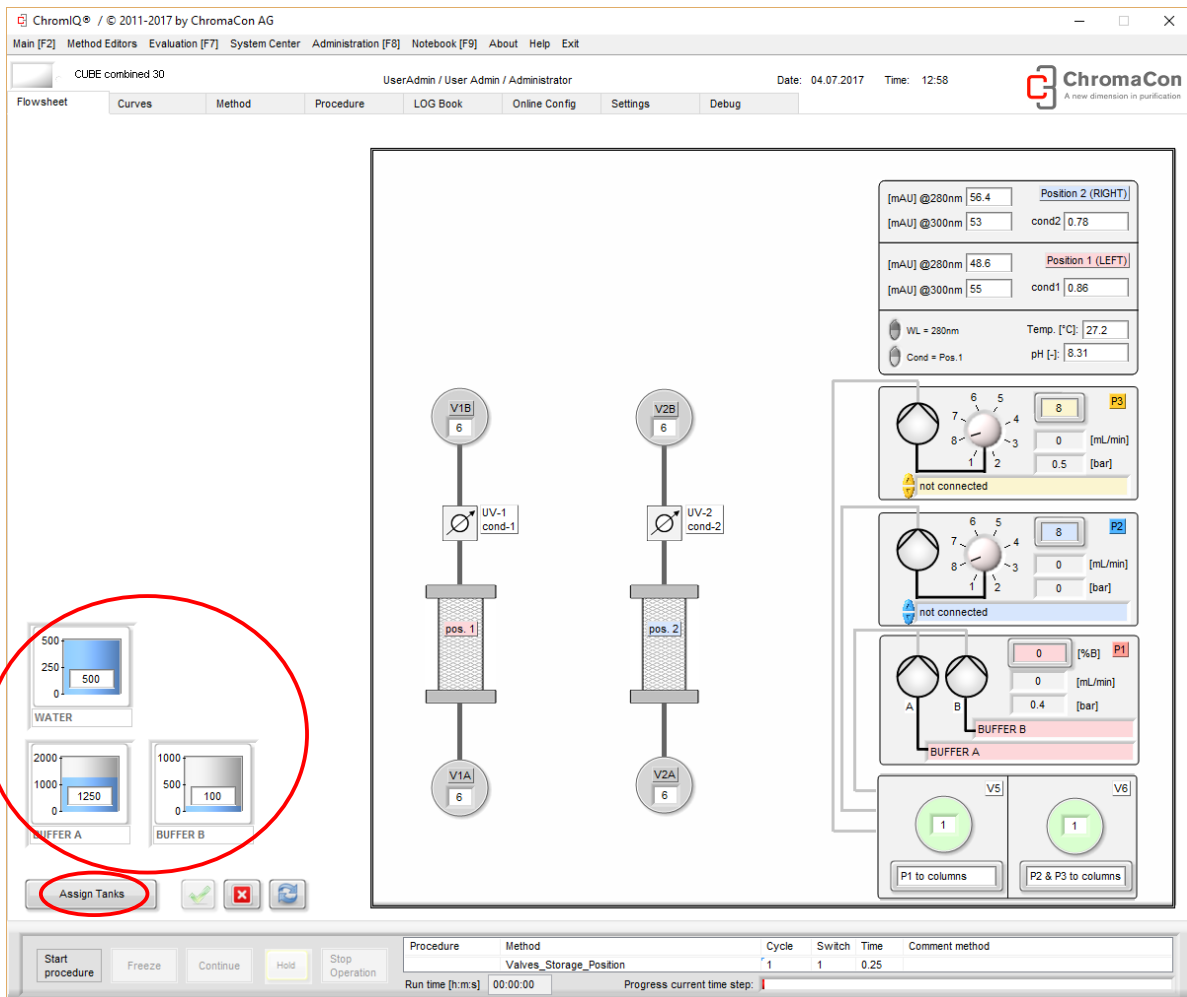 ChromIQ® / © 2011-2017 by ChromaCon AG
Main [F2] Method Editors Evaluation [F7] System Center Administration [F8] Notebook [F9] About Help Exit
CUBE combined 30
UserAdmin / User Admin / Administrator
Date: 04.07.2017 Time: 12:58
ChromaCon
A new dimension in purification
Flowsheet Curves Method Procedure LOG Book Online Config Settings Debug
[mAU] @280nm 56.4 Position 2 (RIGHT)
[mAU] @300nm 53 cond2 0.78
[mAU] @280nm 48.6 Position 1 (LEFT)
[mAU] @300nm 55 cond1 0.86
WL = 280nm Temp. [°C]: 27.2
Cond = Pos.1 pH [-]: 8.31
V1B
6
V2B
6
UV-1
cond-1
UV-2
cond-2
pos. 1
pos. 2
V1A
6
V2A
6
1 2 3 4 5 6 7 8
8 P3
0 [mL/min]
0.5 [bar]
not connected
1 2 3 4 5 6 7 8
8 P2
0 [mL/min]
0 [bar]
not connected
0 [%B] P1
0 [mL/min]
0.4 [bar]
A B
BUFFER B
BUFFER A
V5
1
P1 to columns
V6
1
P2 & P3 to columns
500
250
0
500
WATER
2000
1000
0
1250
BUFFER A
1000
500
0
100
BUFFER B
Assign Tanks
Start procedure
Freeze
Continue
Hold
Stop Operation
Procedure Method Cycle Switch Time Comment method
Valves_Storage_Position 1 1 0.25
Run time [h:m:s] 00:00:00 Progress current time step: